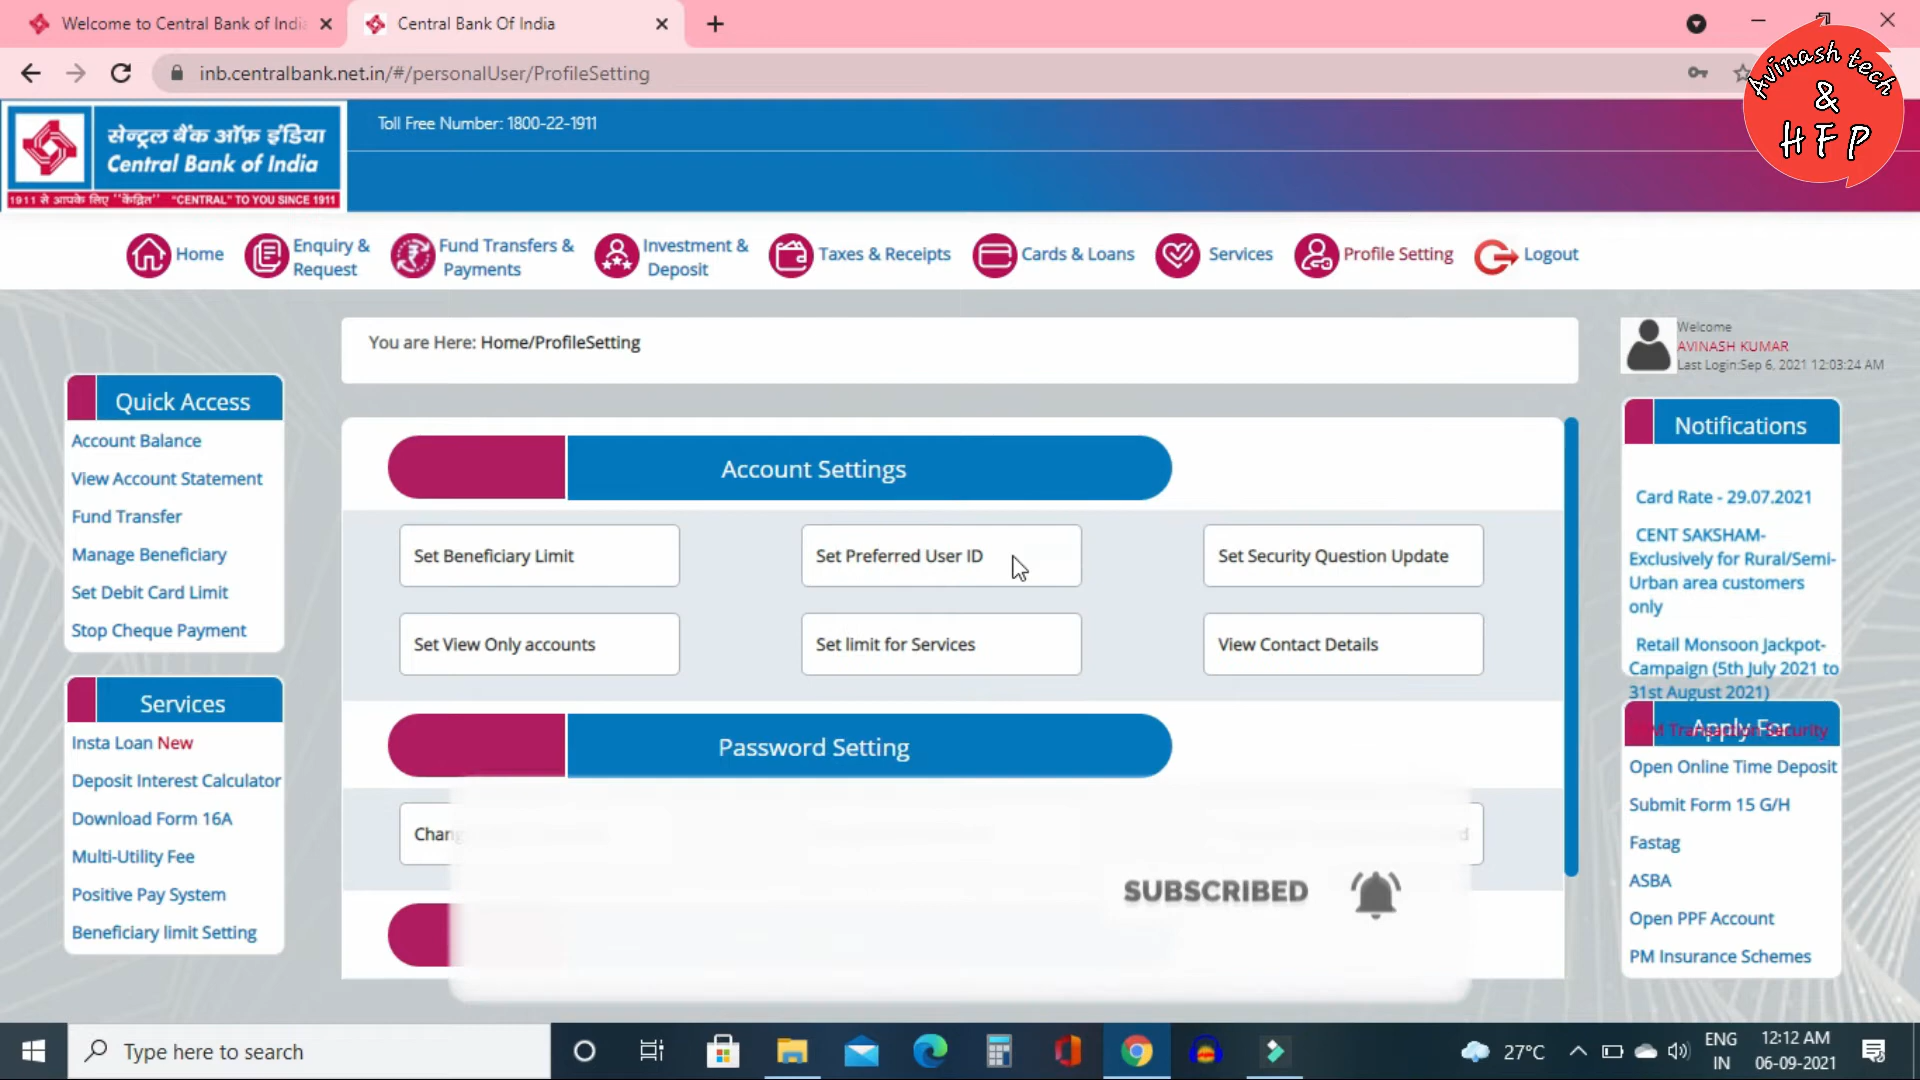 Welcome to Central Bank of India
Central Bank Of India
inb.centralbank.net.in/#/personalUser/ProfileSetting
Avinash tech
&
H F P
सेन्ट्रल बैंक ऑफ़ इंडिया
Central Bank of India
1911 से आपके लिए "केंद्रित" "CENTRAL" TO YOU SINCE 1911
Toll Free Number: 1800-22-1911
Home
Enquiry &
Request
Fund Transfers &
Payments
Investment &
Deposit
Taxes & Receipts
Cards & Loans
Services
Profile Setting
Logout
You are Here: Home/ProfileSetting
Welcome
AVINASH KUMAR
Last Login:Sep 6, 2021 12:03:24 AM
Quick Access
Account Balance
View Account Statement
Fund Transfer
Manage Beneficiary
Set Debit Card Limit
Stop Cheque Payment
Services
Insta Loan New
Deposit Interest Calculator
Download Form 16A
Multi-Utility Fee
Positive Pay System
Beneficiary limit Setting
Account Settings
Set Beneficiary Limit
Set Preferred User ID
Set Security Question Update
Set View Only accounts
Set limit for Services
View Contact Details
Password Setting
Chang
SUBSCRIBED
Notifications
Card Rate - 29.07.2021
CENT SAKSHAM-
Exclusively for Rural/Semi-
Urban area customers
only
Retail Monsoon Jackpot-
Campaign (5th July 2021 to
31st August 2021)
Transaction Security
Apply For
Open Online Time Deposit
Submit Form 15 G/H
Fastag
ASBA
Open PPF Account
PM Insurance Schemes
Type here to search
27°C
ENG
IN
12:12 AM
06-09-2021